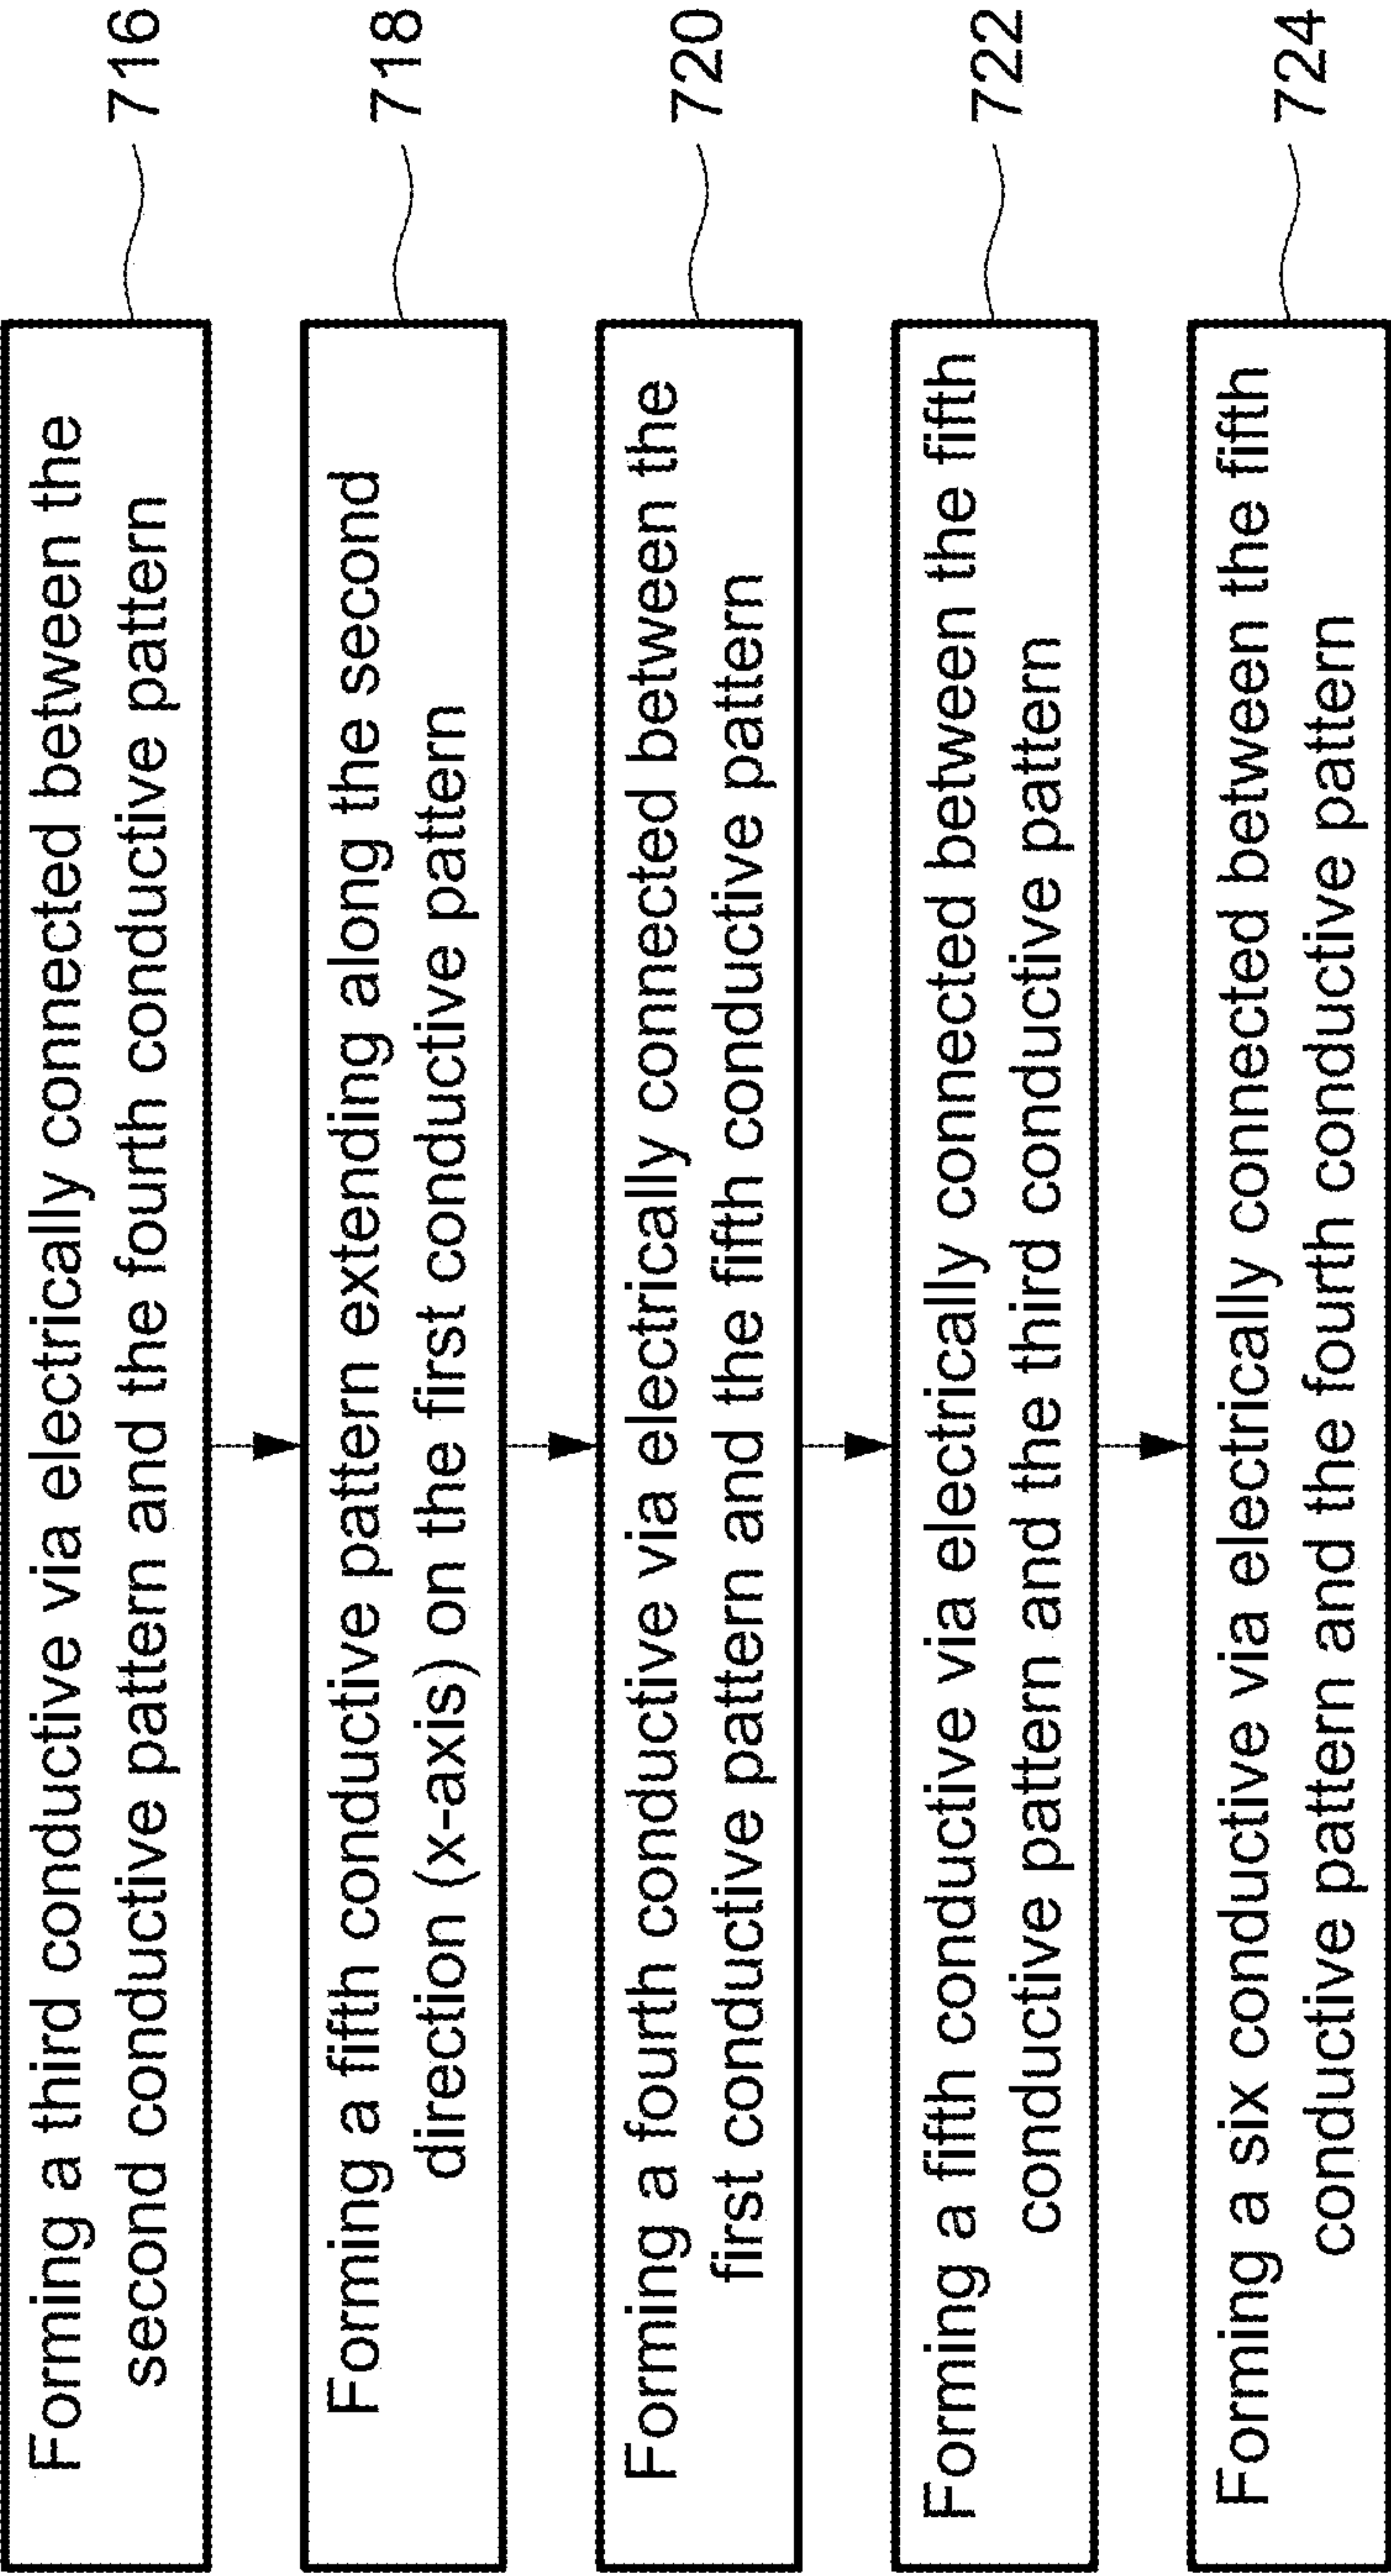 Forming a third conductive via electrically connected between the
second conductive pattern and the fourth conductive pattern
716
Forming a fifth conductive pattern extending along the second
direction (x-axis) on the first conductive pattern
718
Forming a fourth conductive via electrically connected between the
first conductive pattern and the fifth conductive pattern
720
Forming a fifth conductive via electrically connected between the fifth
conductive pattern and the third conductive pattern
722
Forming a six conductive via electrically connected between the fifth
conductive pattern and the fourth conductive pattern
724